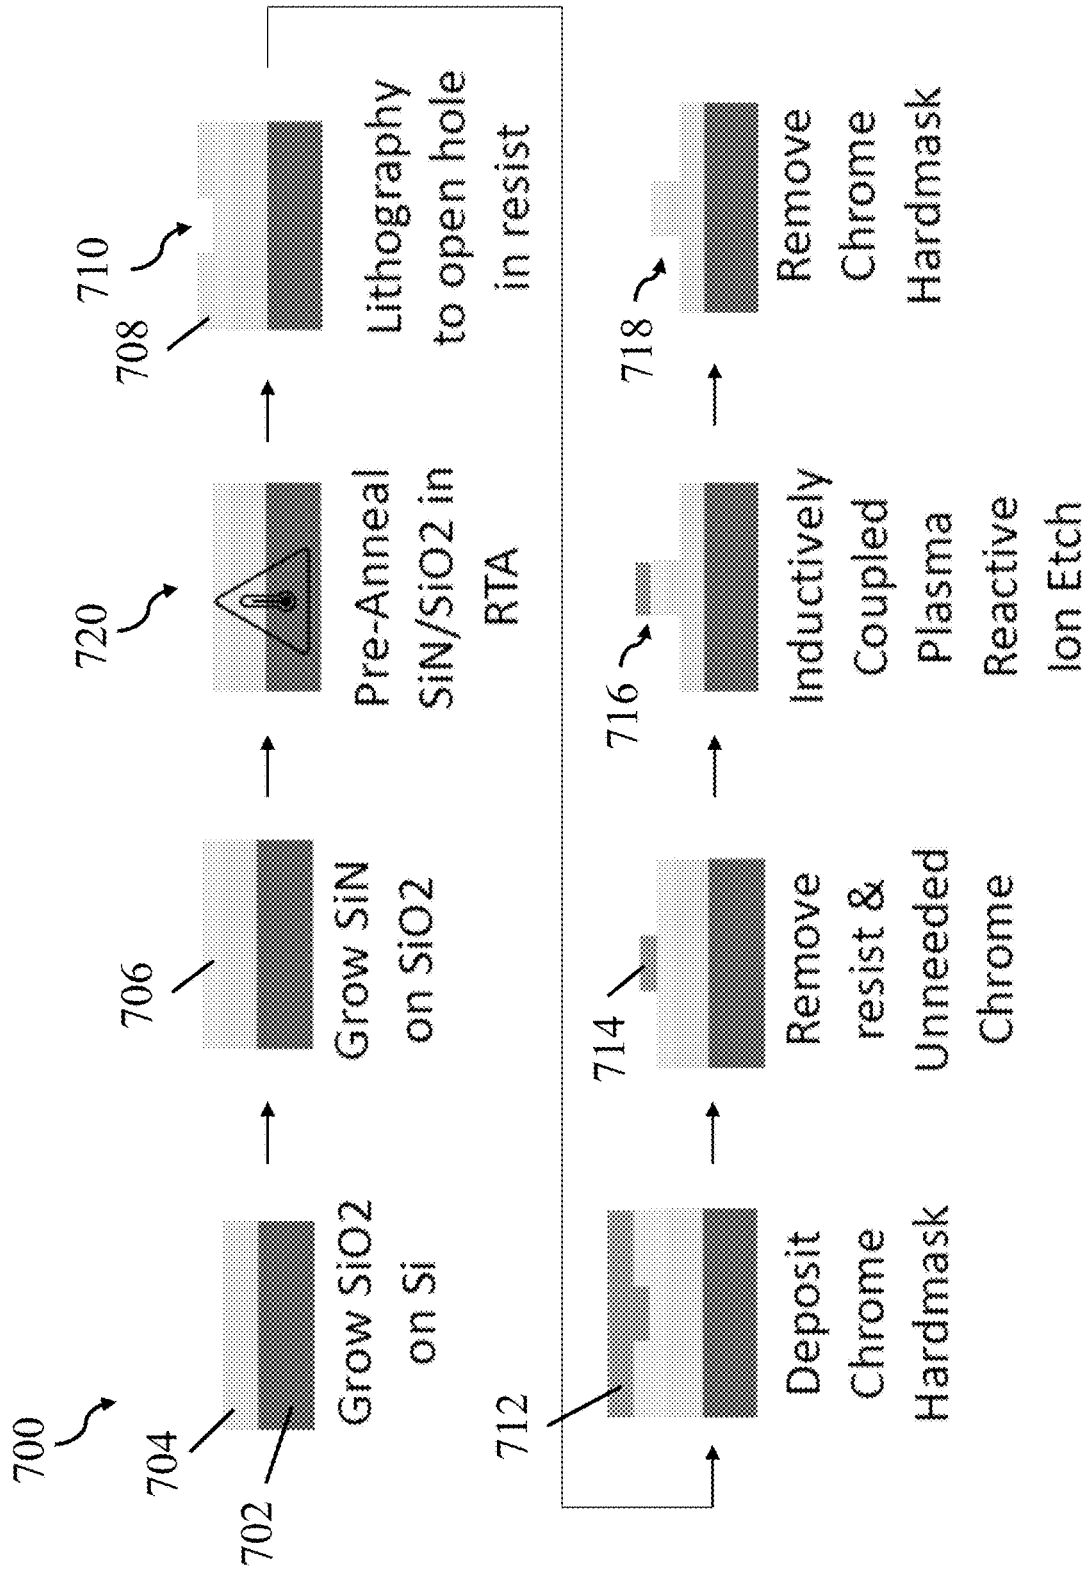 700
704
702
Grow SiO2
on Si
706
Grow SiN
on SiO2
720
Pre-Anneal
SiN/SiO2 in
RTA
708
710
Lithography
to open hole
in resist
712
Deposit
Chrome
Hardmask
714
Remove
resist &
Unneeded
Chrome
716
Inductively
Coupled
Plasma
Reactive
Ion Etch
718
Remove
Chrome
Hardmask